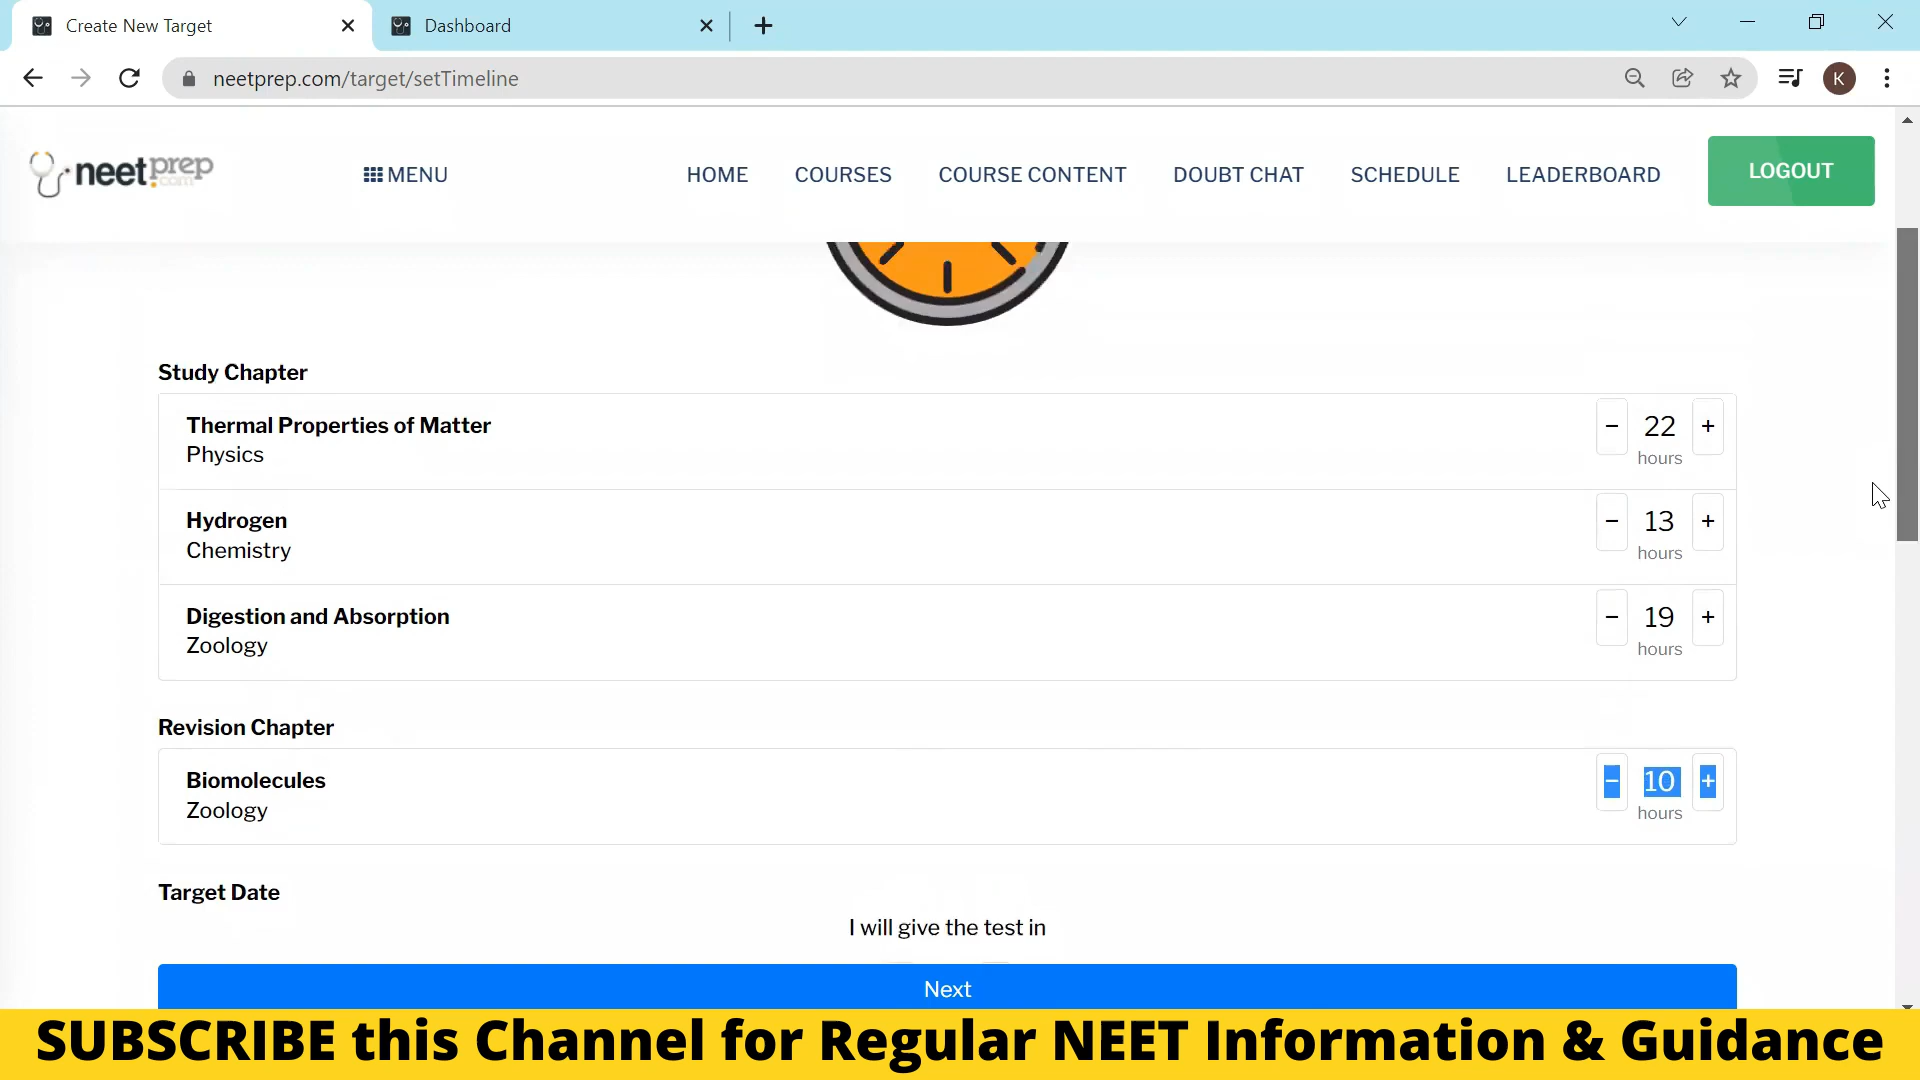 Create New Target
Dashboard
neetprep.com/target/setTimeline
K
neetprep
.com
MENU
HOME
COURSES
COURSE CONTENT
DOUBT CHAT
SCHEDULE
LEADERBOARD
LOGOUT
Study Chapter
Thermal Properties of Matter
Physics
− 22 +
hours
Hydrogen
Chemistry
− 13 +
hours
Digestion and Absorption
Zoology
− 19 +
hours
Revision Chapter
Biomolecules
Zoology
− 10 +
hours
Target Date
I will give the test in
Next
SUBSCRIBE this Channel for Regular NEET Information & Guidance